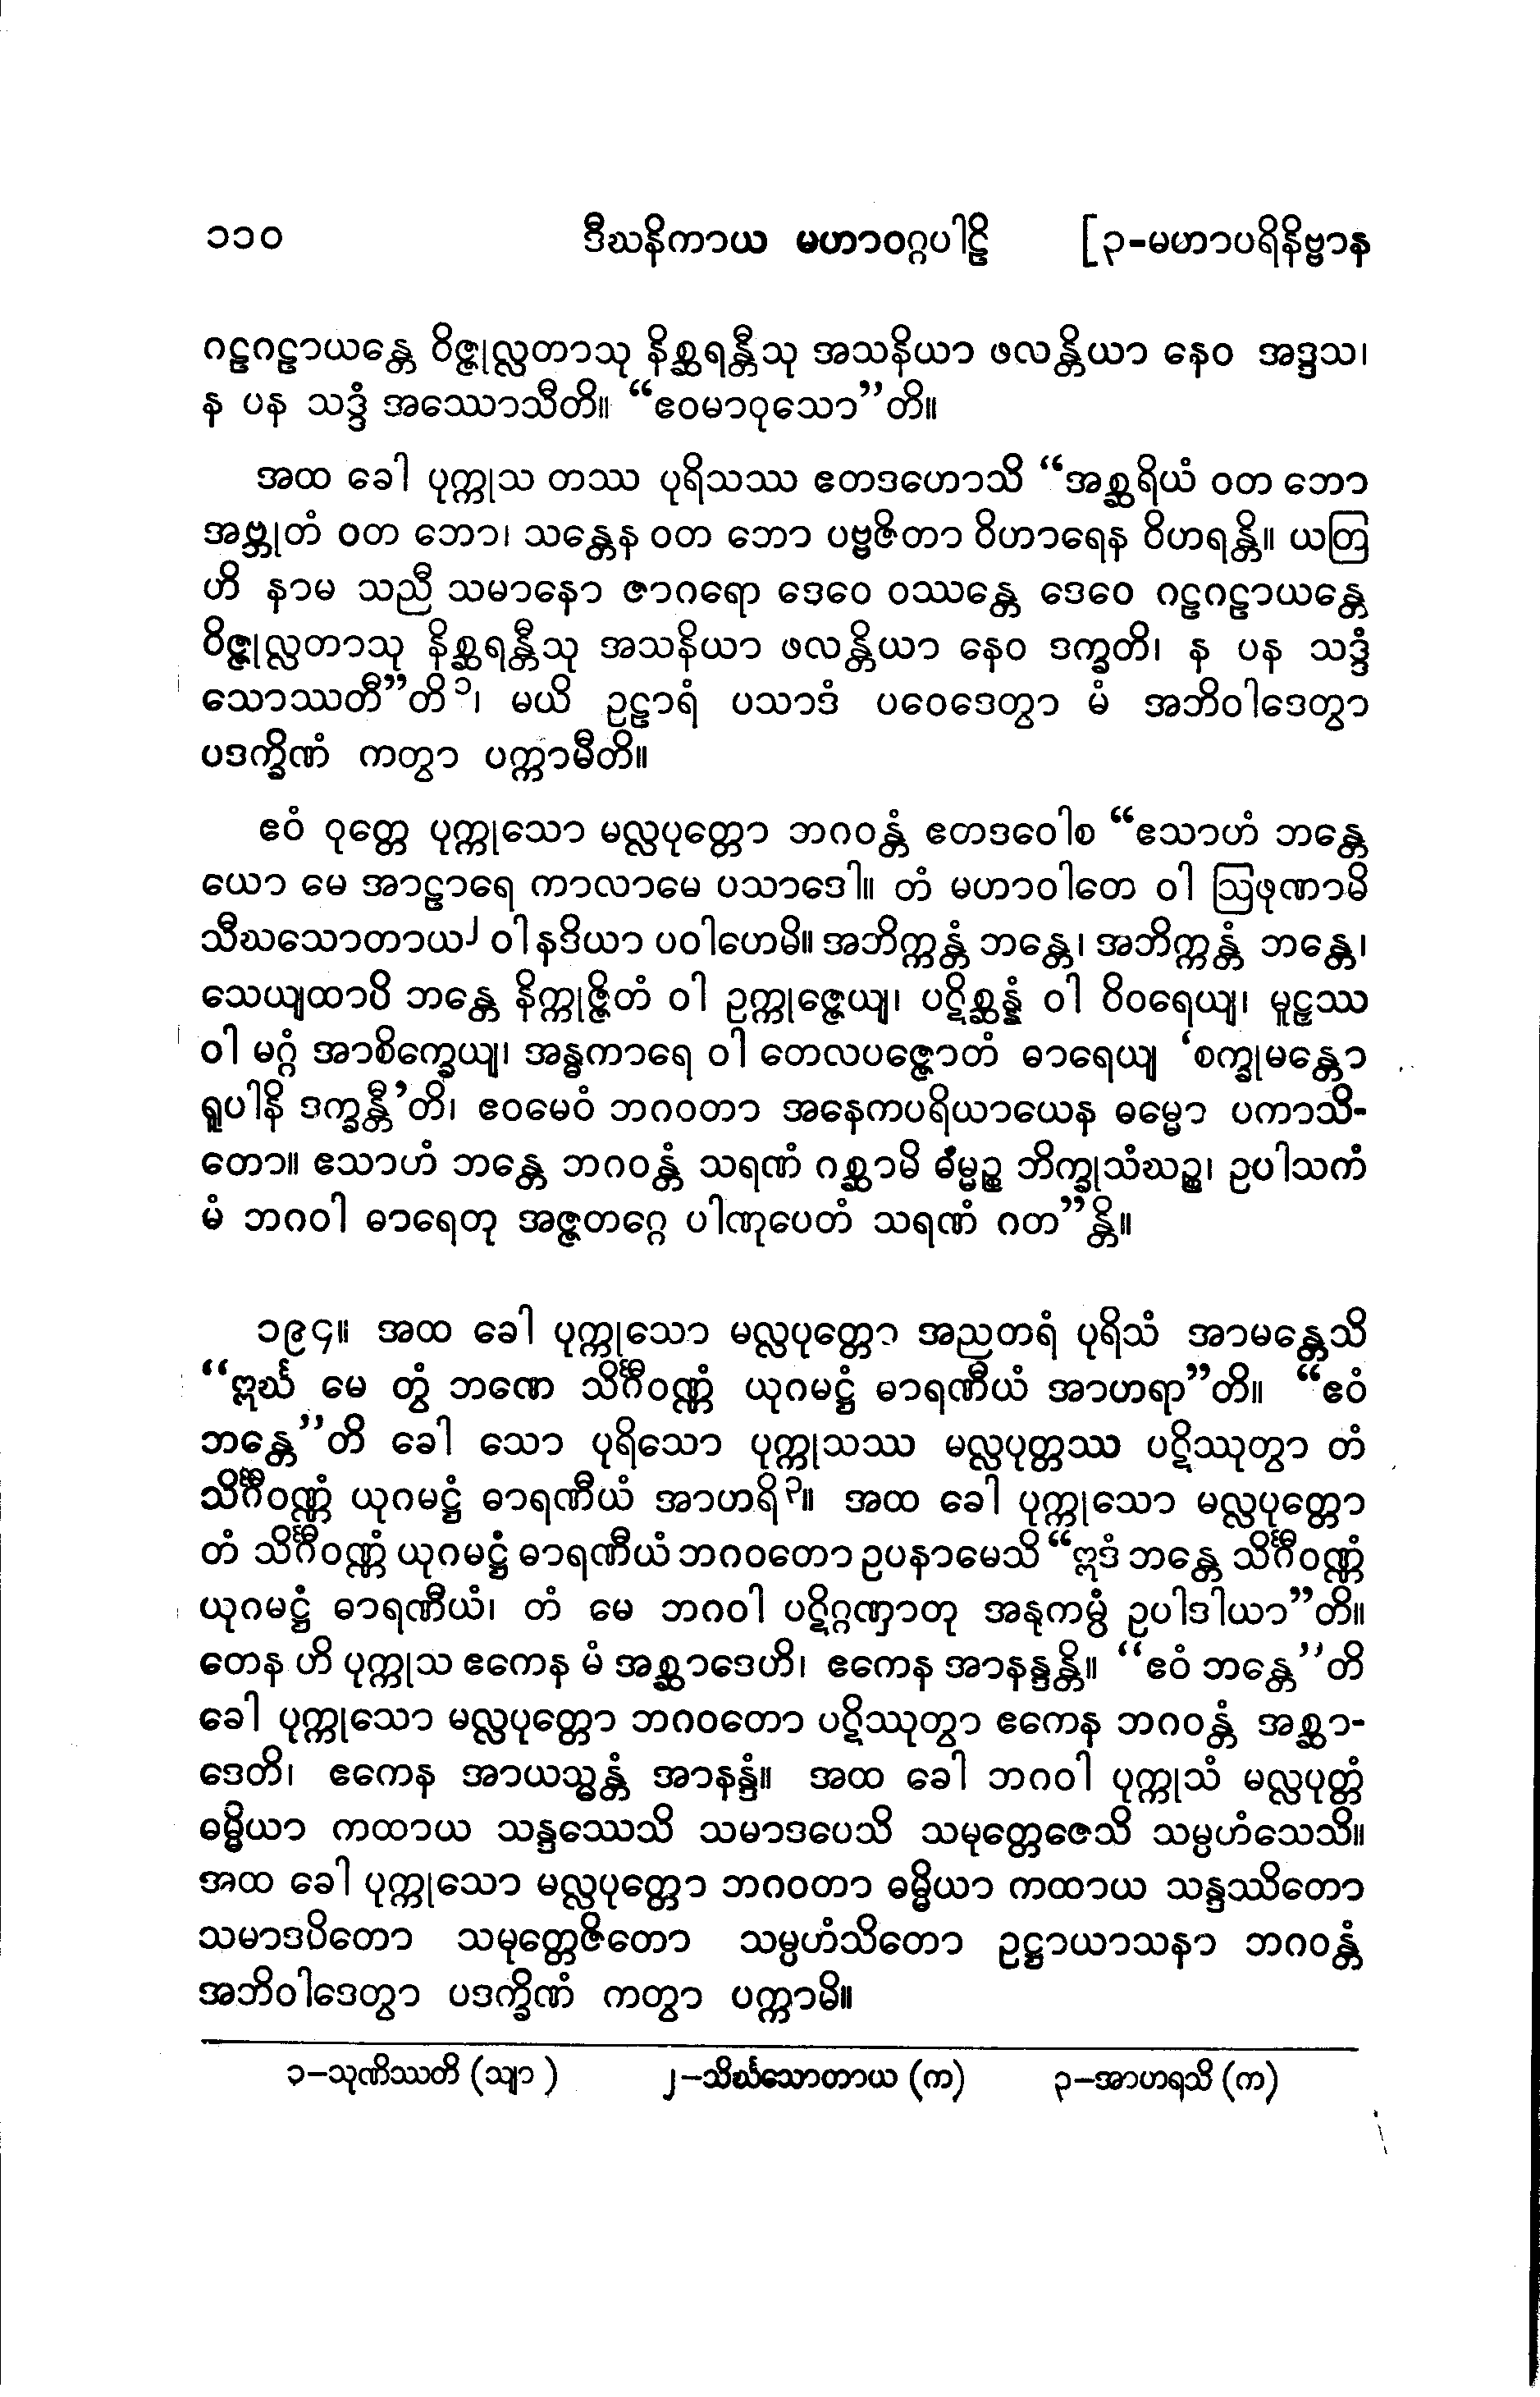 ၁၁၀ ဒီဃနိကာယ မဟာဝဂ္ဂပါဠိ [၃-မဟာပရိနိဗ္ဗာန
ဂဠဂဠာယန္တေ ဝိဇ္ဇုလ္လတာသု နိစ္ဆရန္တီသု အသနိယာ ဖလန္တိယာ နေဝ အဒ္ဒသ၊
န ပန သဒ္ဒံ အဿောသီတိ။ “ဧဝမာဝုသော”တိ။
အထ ခေါ ပုက္ကုသ တဿ ပုရိသဿ ဧတဒဟောသိ “အစ္ဆရိယံ ဝတ ဘော
အဗ္ဘုတံ ဝတ ဘော၊ သန္တေန ဝတ ဘော ပဗ္ဗဇိတာ ဝိဟာရေန ဝိဟရန္တိ။ ယတြ
ဟိ နာမ သညီ သမာနော ဇာဂရော ဒေဝေ ဝဿန္တေ ဒေဝေ ဂဠဂဠာယန္တေ
ဝိဇ္ဇုလ္လတာသု နိစ္ဆရန္တီသု အသနိယာ ဖလန္တိယာ နေဝ ဒက္ခတိ၊ န ပန သဒ္ဒံ
သောဿတီ”တိ၁၊ မယိ ဥဠာရံ ပသာဒံ ပဝေဒေတွာ မံ အဘိဝါဒေတွာ
ပဒက္ခိဏံ ကတွာ ပက္ကာမီတိ။
ဧဝံ ဝုတ္တေ ပုက္ကုသော မလ္လပုတ္တော ဘဂဝန္တံ ဧတဒဝေါစ “ဧသာဟံ ဘန္တေ
ယော မေ အာဠာရေ ကာလာမေ ပသာဒေါ။ တံ မဟာဝါတေ ဝါ ဩဖုဏာမိ
သီဃသောတာယ၂ ဝါ နဒိယာ ပဝါဟေမိ။ အဘိက္ကန္တံ ဘန္တေ၊ အဘိက္ကန္တံ ဘန္တေ၊
သေယျထာပိ ဘန္တေ နိက္ကုဇ္ဇိတံ ဝါ ဥက္ကုဇ္ဇေယျ၊ ပဋိစ္ဆန္နံ ဝါ ဝိဝရေယျ၊ မူဠှဿ
ဝါ မဂ္ဂံ အာစိက္ခေယျ၊ အန္ဓကာရေ ဝါ တေလပဇ္ဇောတံ ဓာရေယျ ‘စက္ခုမန္တော
ရူပါနိ ဒက္ခန္တီ’တိ၊ ဧဝမေဝံ ဘဂဝတာ အနေကပရိယာယေန ဓမ္မော ပကာသိ-
တော။ ဧသာဟံ ဘန္တေ ဘဂဝန္တံ သရဏံ ဂစ္ဆာမိ ဓမ္မဉ္စ ဘိက္ခုသံဃဉ္စ၊ ဥပါသကံ
မံ ဘဂဝါ ဓာရေတု အဇ္ဇတဂ္ဂေ ပါဏုပေတံ သရဏံ ဂတ”န္တိ။
၁၉၄။ အထ ခေါ ပုက္ကုသော မလ္လပုတ္တော အညတရံ ပုရိသံ အာမန္တေသိ
“ဣင်္ဃ မေ တွံ ဘဏေ သိင်္ဂီဝဏ္ဏံ ယုဂမဋ္ဌံ ဓာရဏီယံ အာဟရာ”တိ။ “ဧဝံ
ဘန္တေ”တိ ခေါ သော ပုရိသော ပုက္ကုသဿ မလ္လပုတ္တဿ ပဋိဿုတွာ တံ
သိင်္ဂီဝဏ္ဏံ ယုဂမဋ္ဌံ ဓာရဏီယံ အာဟရိ၃။ အထ ခေါ ပုက္ကုသော မလ္လပုတ္တော
တံ သိင်္ဂီဝဏ္ဏံ ယုဂမဋ္ဌံ ဓာရဏီယံ ဘဂဝတော ဥပနာမေသိ “ဣဒံ ဘန္တေ သိင်္ဂီဝဏ္ဏံ
ယုဂမဋ္ဌံ ဓာရဏီယံ၊ တံ မေ ဘဂဝါ ပဋိဂ္ဂဏှာတု အနုကမ္ပံ ဥပါဒါယာ”တိ။
တေန ဟိ ပုက္ကုသ ဧကေန မံ အစ္ဆာဒေဟိ၊ ဧကေန အာနန္ဒန္တိ။ “ဧဝံ ဘန္တေ”တိ
ခေါ ပုက္ကုသော မလ္လပုတ္တော ဘဂဝတော ပဋိဿုတွာ ဧကေန ဘဂဝန္တံ အစ္ဆာ-
ဒေတိ၊ ဧကေန အာယသ္မန္တံ အာနန္ဒံ။ အထ ခေါ ဘဂဝါ ပုက္ကုသံ မလ္လပုတ္တံ
ဓမ္မိယာ ကထာယ သန္ဒဿေသိ သမာဒပေသိ သမုတ္တေဇေသိ သမ္ပဟံသေသိ။
အထ ခေါ ပုက္ကုသော မလ္လပုတ္တော ဘဂဝတာ ဓမ္မိယာ ကထာယ သန္ဒဿိတော
သမာဒပိတော သမုတ္တေဇိတော သမ္ပဟံသိတော ဥဋ္ဌာယာသနာ ဘဂဝန္တံ
အဘိဝါဒေတွာ ပဒက္ခိဏံ ကတွာ ပက္ကာမိ။
၁–သုဏိဿတိ (သျာ) ၂–သိင်္ဃသောတာယ (က) ၃–အာဟရသိ (က)